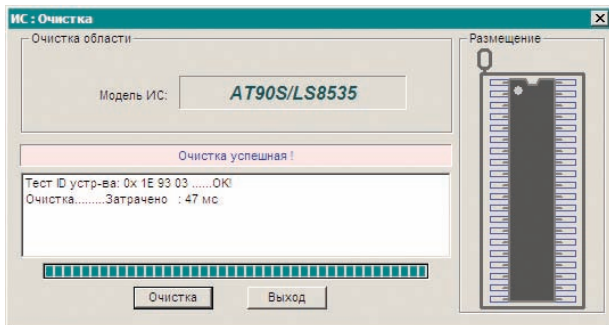 ИС : Очистка
Очистка области
Размещение
Модель ИС: AT90S/LS8535
Очистка успешная !
Тест ID устр-ва: 0x 1E 93 03 ......OK!
Очистка.........Затрачено : 47 мс
Очистка Выход